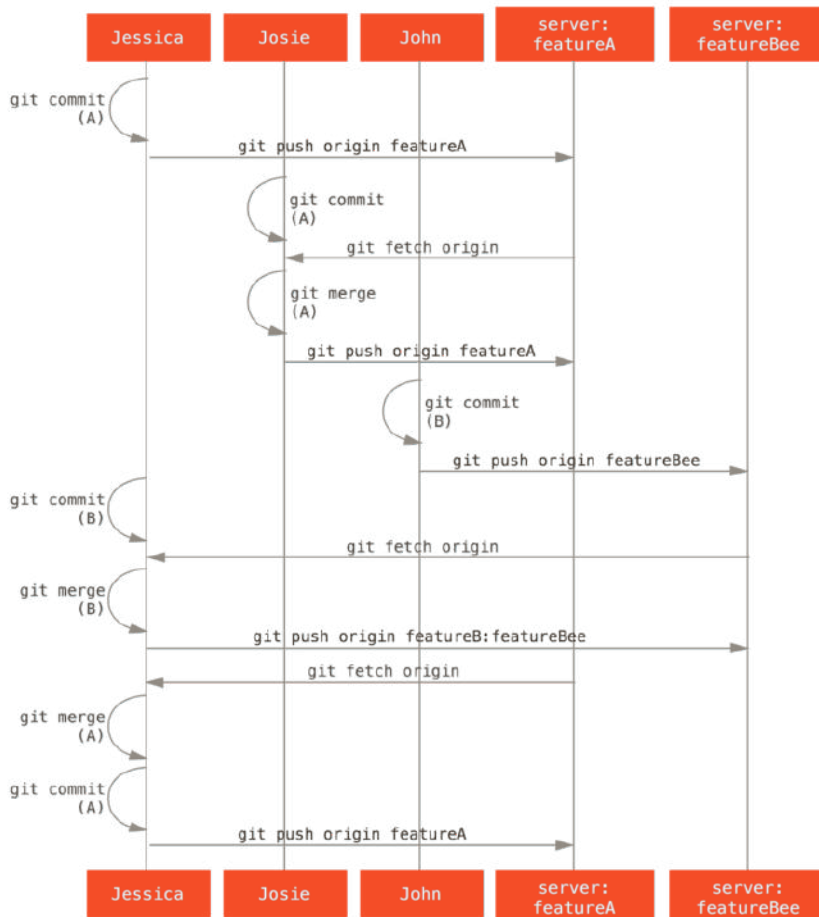 Jessica
Josie
John
server:
featureA
server:
featureBee
git commit
(A)
git push origin featureA
git commit
(A)
git fetch origin
git merge
(A)
git push origin featureA
git commit
(B)
git push origin featureBee
git commit
(B)
git fetch origin
git merge
(B)
git push origin featureB:featureBee
git fetch origin
git merge
(A)
git commit
(A)
git push origin featureA
Jessica
Josie
John
server:
featureA
server:
featureBee